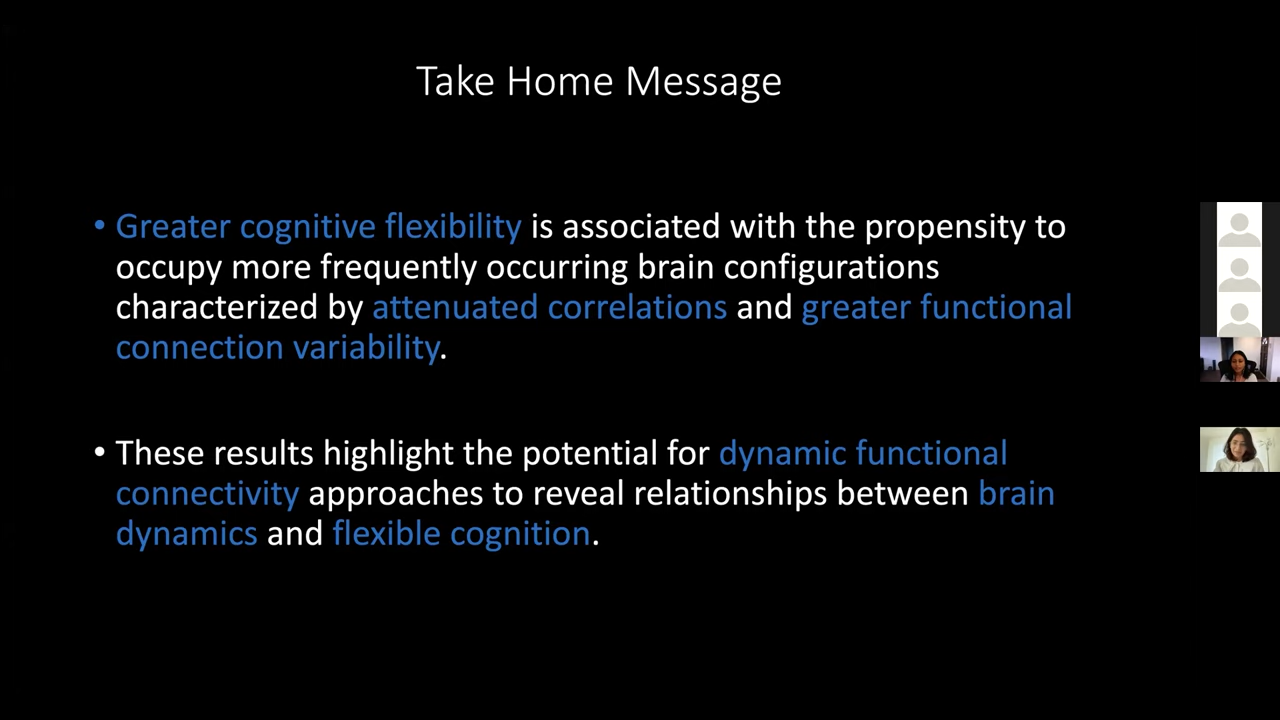 Take Home Message
• Greater cognitive flexibility is associated with the propensity to
occupy more frequently occurring brain configurations
characterized by attenuated correlations and greater functional
connection variability.
• These results highlight the potential for dynamic functional
connectivity approaches to reveal relationships between brain
dynamics and flexible cognition.